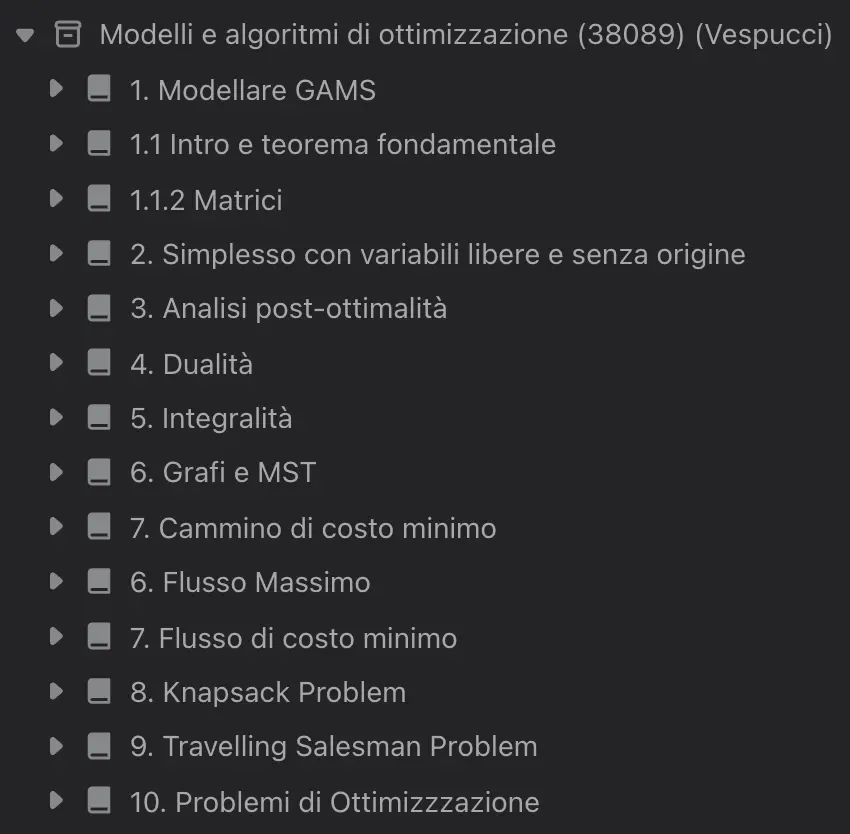 Modelli e algoritmi di ottimizzazione (38089) (Vespucci)
1. Modellare GAMS
1.1 Intro e teorema fondamentale
1.1.2 Matrici
2. Simplesso con variabili libere e senza origine
3. Analisi post-ottimalità
4. Dualità
5. Integralità
6. Grafi e MST
7. Cammino di costo minimo
6. Flusso Massimo
7. Flusso di costo minimo
8. Knapsack Problem
9. Travelling Salesman Problem
10. Problemi di Ottimizzzazione